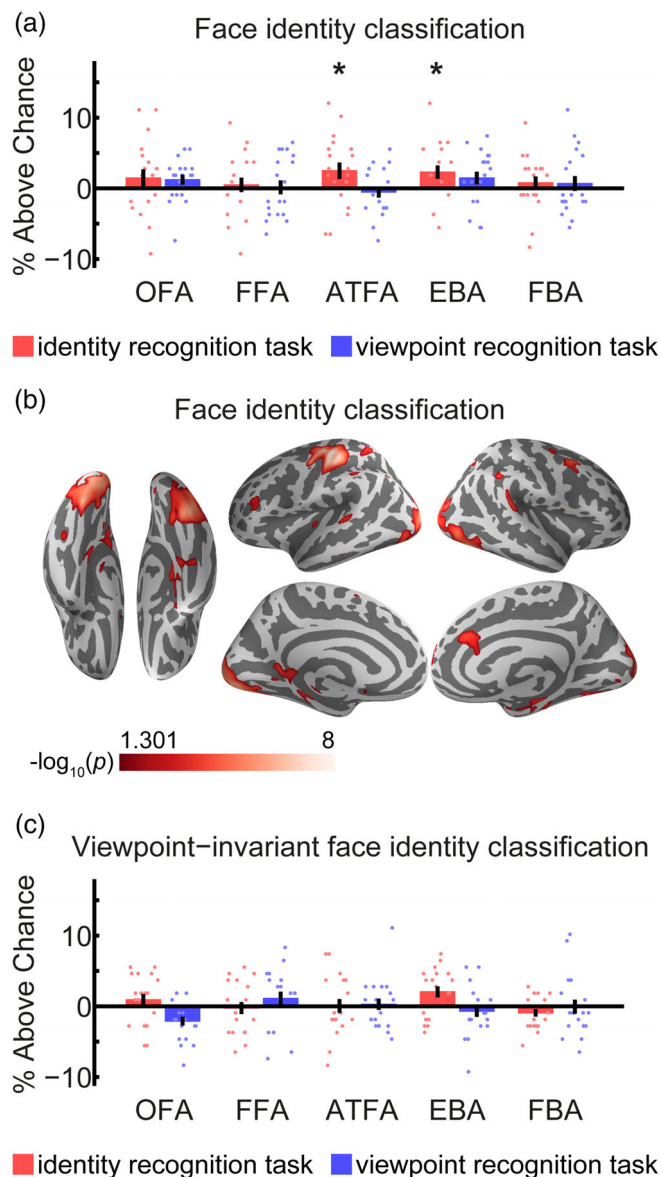 (a)
Face identity classification
* *
% Above Chance
10
0
−10
OFA FFA ATFA EBA FBA
identity recognition task viewpoint recognition task
(b)
Face identity classification
1.301 8
-log10(p)
(c)
Viewpoint−invariant face identity classification
% Above Chance
10
0
−10
OFA FFA ATFA EBA FBA
identity recognition task viewpoint recognition task